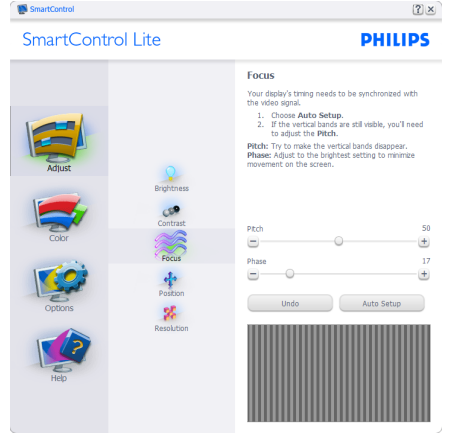 SmartControl
SmartControl Lite
PHILIPS
Adjust
Color
Options
Help
Brightness
Contrast
Focus
Position
Resolution
Focus
Your display's timing needs to be synchronized with
the video signal.
1. Choose Auto Setup.
2. If the vertical bands are still visible, you'll need
to adjust the Pitch.
Pitch: Try to make the vertical bands disappear.
Phase: Adjust to the brightest setting to minimize
movement on the screen.
Pitch 50
Phase 17
Undo Auto Setup